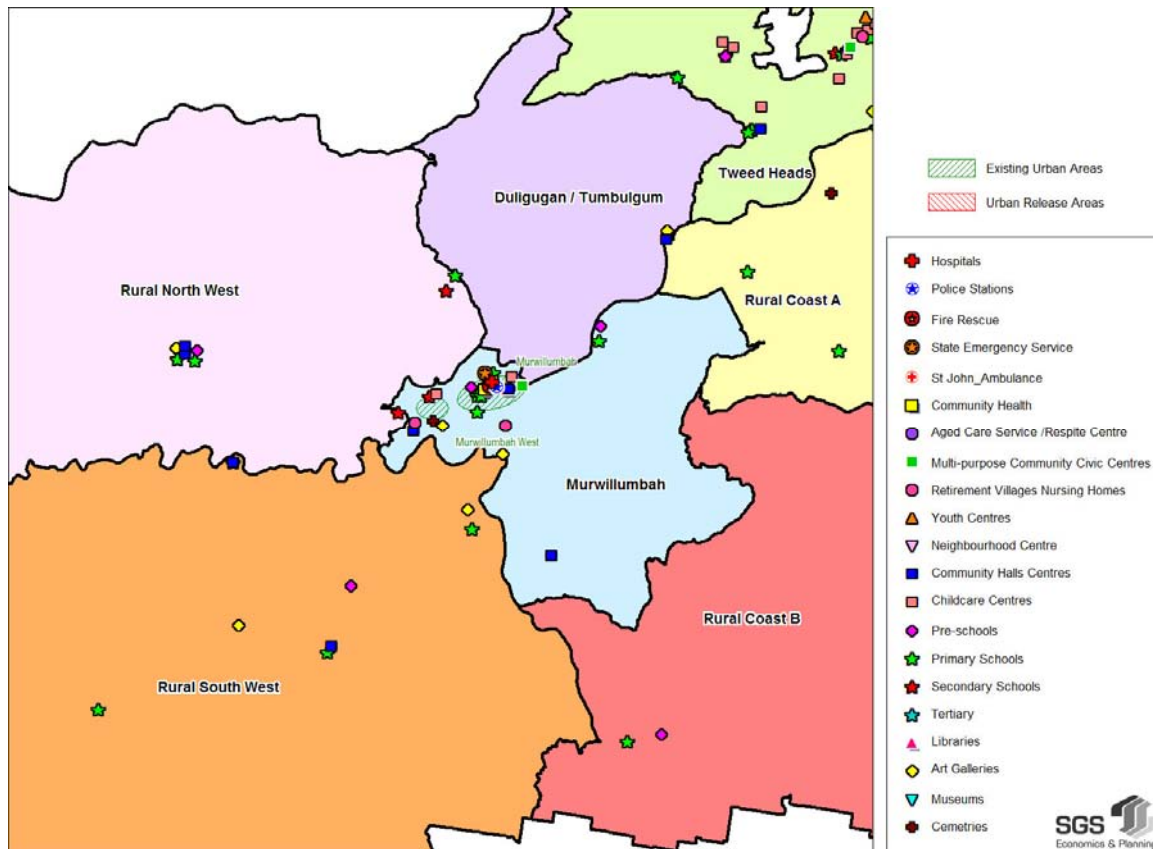 Duligugan / Tumbulgum
Tweed Heads
Rural North West
Rural Coast A
Murwillumbah
Murwillumbah West
Murwillumbah
Rural Coast B
Rural South West
Existing Urban Areas
Urban Release Areas
Hospitals
Police Stations
Fire Rescue
State Emergency Service
St John_Ambulance
Community Health
Aged Care Service /Respite Centre
Multi-purpose Community Civic Centres
Retirement Villages Nursing Homes
Youth Centres
Neighbourhood Centre
Community Halls Centres
Childcare Centres
Pre-schools
Primary Schools
Secondary Schools
Tertiary
Libraries
Art Galleries
Museums
Cemetries
SGS
Economics & Planning